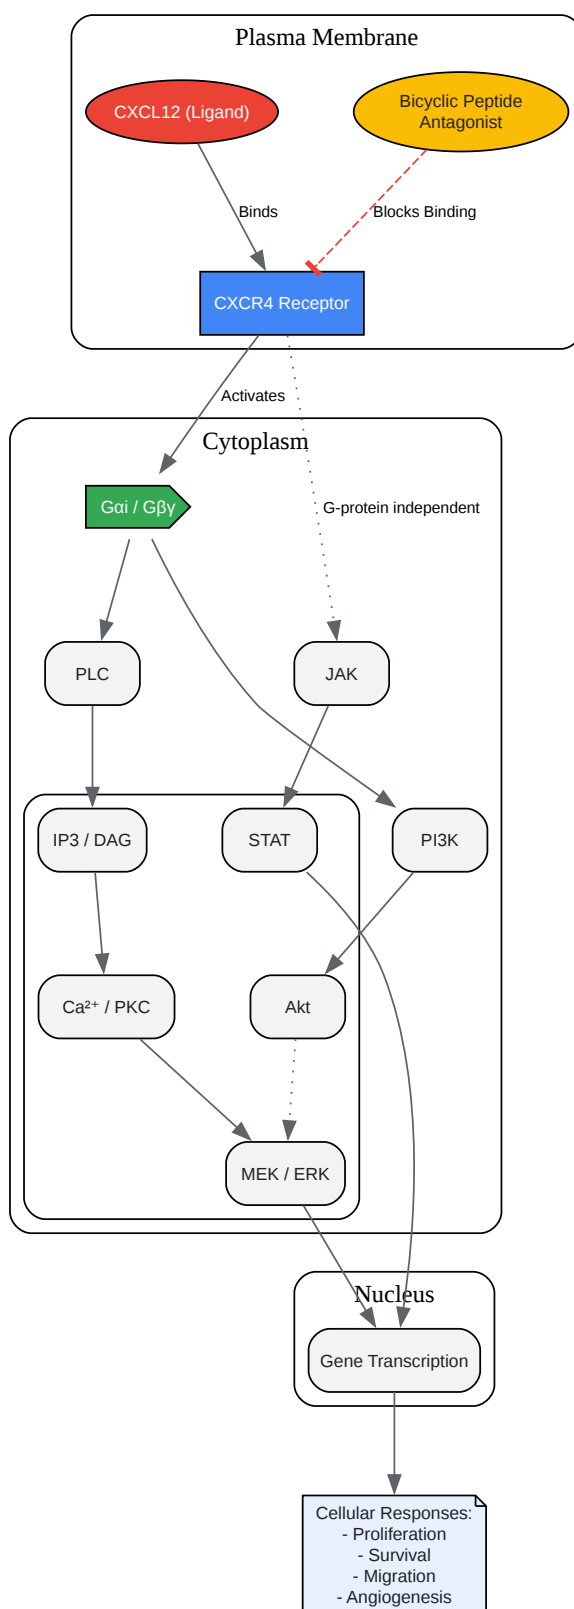 Plasma Membrane
CXCL12 (Ligand)
Bicyclic Peptide
Antagonist
Binds
Blocks Binding
CXCR4 Receptor
Activates
Cytoplasm
Gαi / Gβγ
G-protein independent
PLC
JAK
IP3 / DAG
STAT
PI3K
Ca²⁺ / PKC
Akt
MEK / ERK
Nucleus
Gene Transcription
Cellular Responses:
- Proliferation
- Survival
- Migration
- Angiogenesis